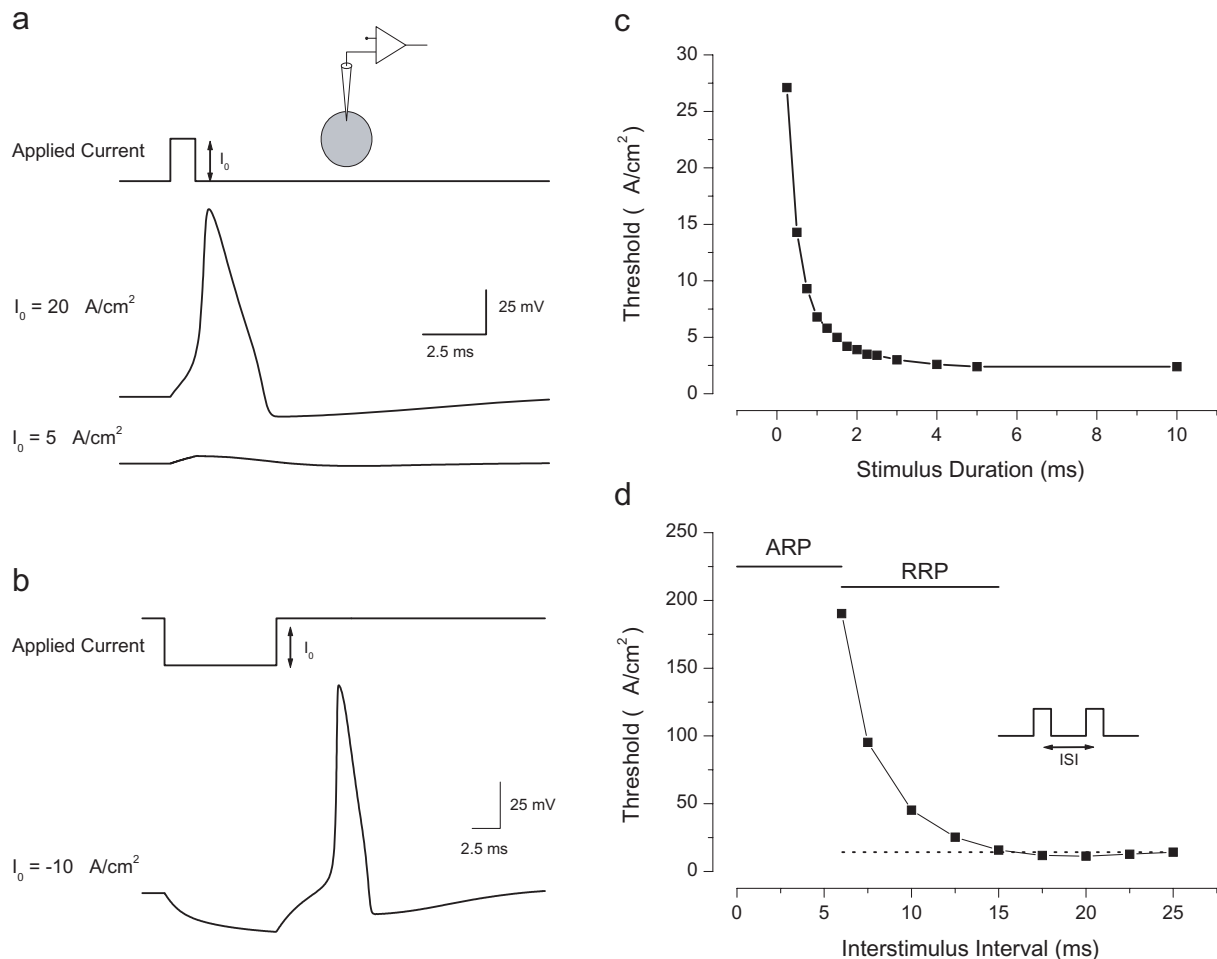 a
Applied Current
I0
I0 = 20 A/cm2
25 mV
2.5 ms
I0 = 5 A/cm2
b
Applied Current
I0
25 mV
2.5 ms
I0 = -10 A/cm2
c
30
25
20
15
10
5
0
Threshold ( A/cm2)
0 2 4 6 8 10
Stimulus Duration (ms)
d
250
200
150
100
50
0
Threshold ( A/cm2)
ARP
RRP
ISI
0 5 10 15 20 25
Interstimulus Interval (ms)